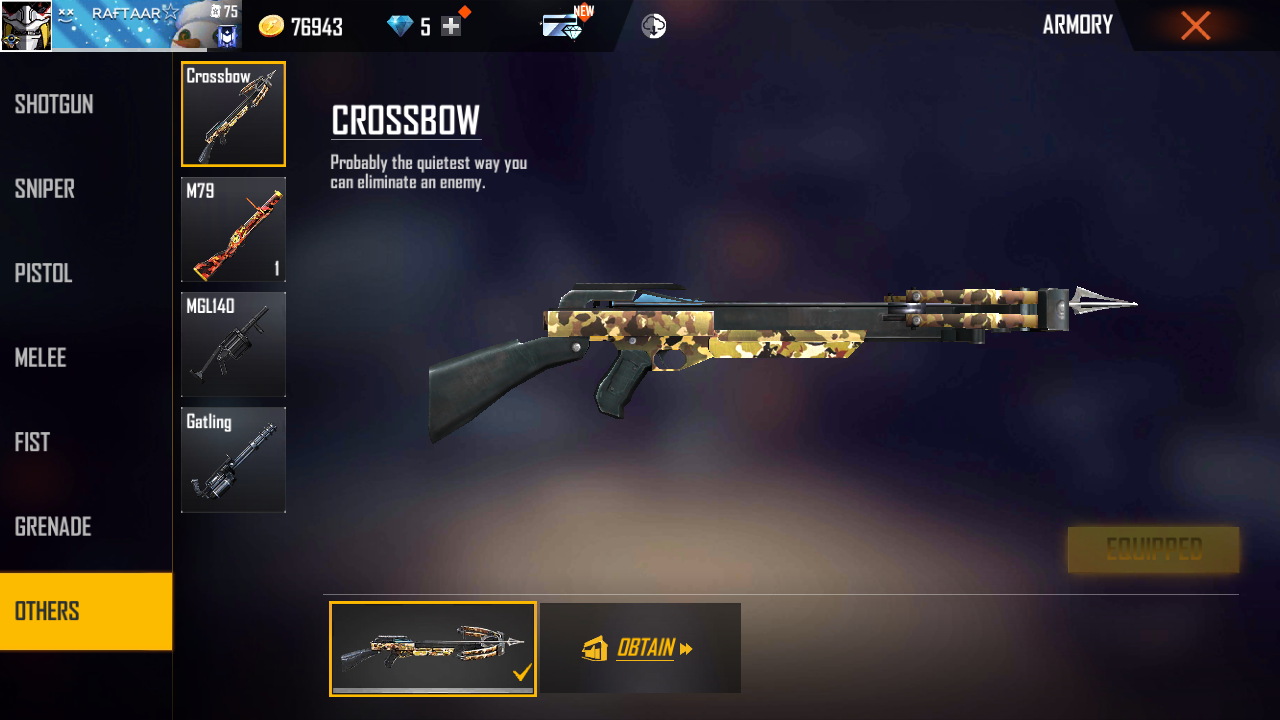 RAFTAAR☆
75
76943
5
NEW
ARMORY
SHOTGUN
SNIPER
PISTOL
MELEE
FIST
GRENADE
OTHERS
Crossbow
M79
1
MGL140
Gatling
CROSSBOW
Probably the quietest way you
can eliminate an enemy.
EQUIPPED
OBTAIN